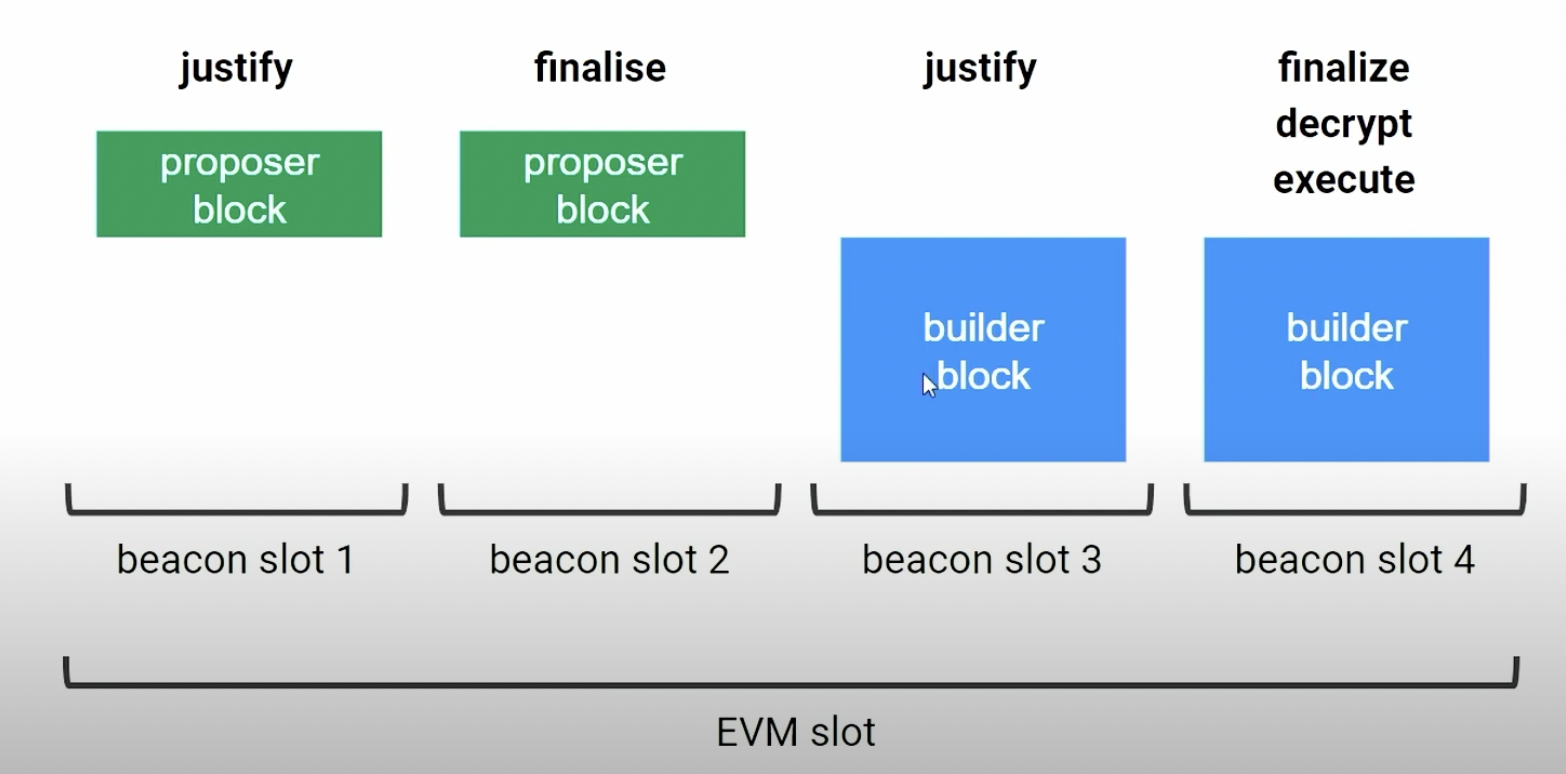 justify
finalise
justify
finalize
decrypt
execute
proposer
block
proposer
block
builder
block
builder
block
beacon slot 1
beacon slot 2
beacon slot 3
beacon slot 4
EVM slot